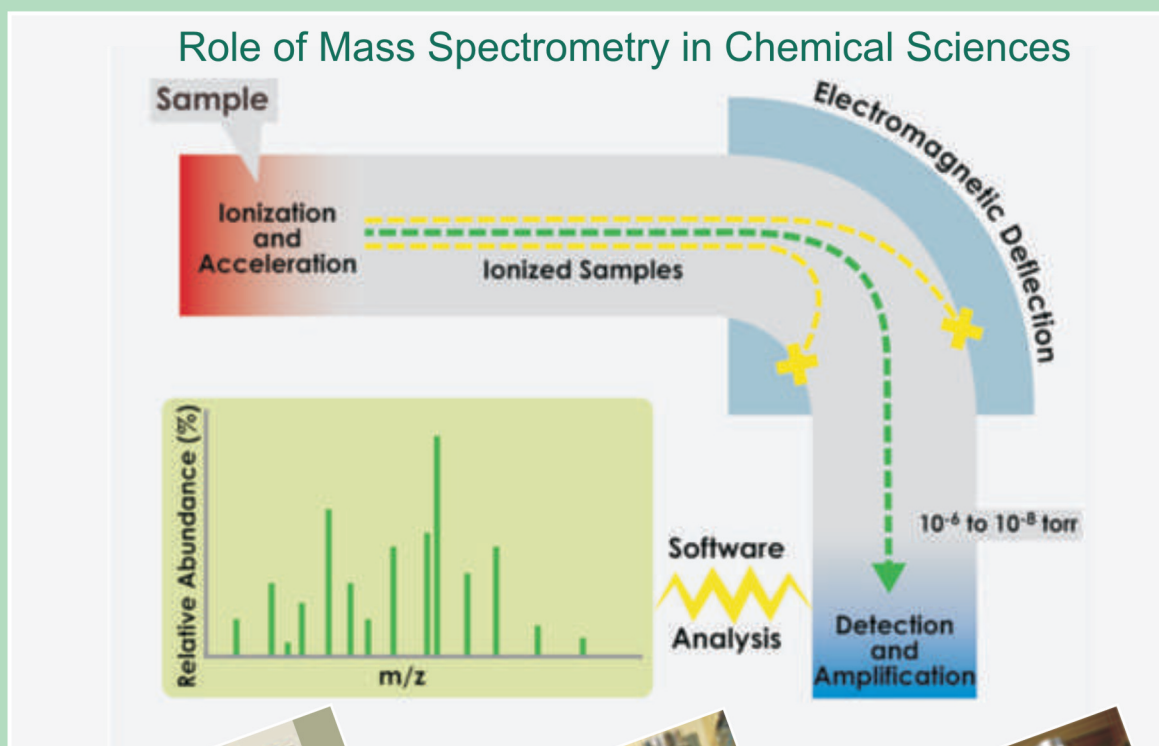 Role of Mass Spectrometry in Chemical Sciences
Sample
Electromagnetic Deflection
Ionization
and
Acceleration
Ionized Samples
Relative Abundance (%)
m/z
Software
Analysis
10⁻⁶ to 10⁻⁸ torr
Detection
and
Amplification